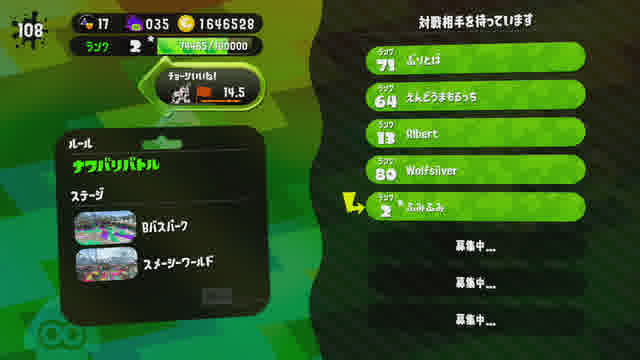 108
17
035
1646528
ランク 2★ 74465/100000
チョーシいいね!
14.5
ルール
ナワバリバトル
ステージ
Bバスパーク
スメーシーワールド
対戦相手を待っています
ランク 71 ぷりとば
ランク 64 えんどうまもるっち
ランク 13 Albert
ランク 80 Wolfsilver
ランク 2★ ふみふみ
募集中...
募集中...
募集中...